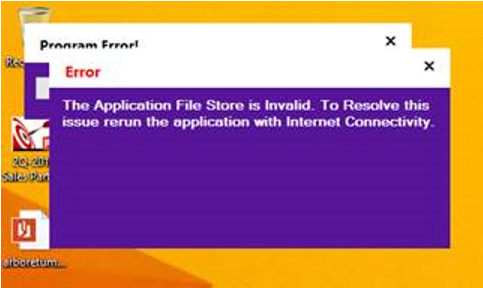 Program Error!
Error
The Application File Store is Invalid. To Resolve this
issue rerun the application with Internet Connectivity.
Rec
2Q-201
Sales Par
arboretum...